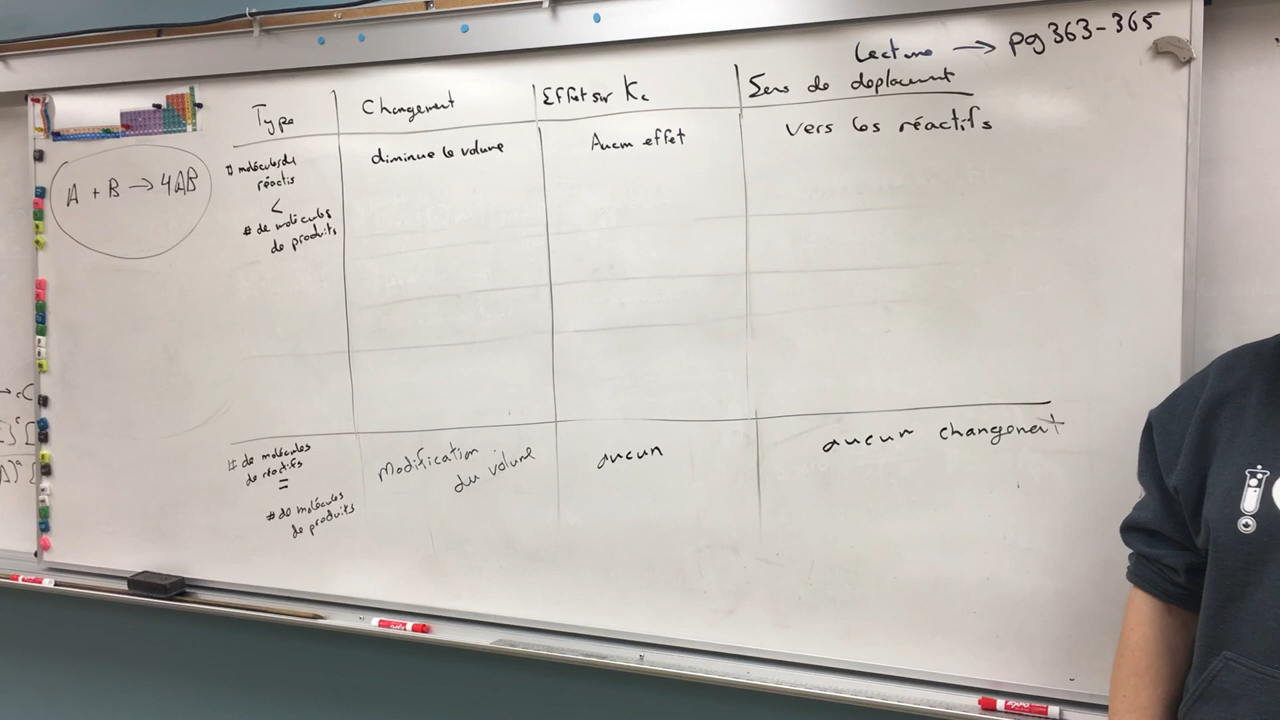 Lecture → pg 363-365
Type
Changement
Effet sur Kc
Sens de deplacement
A + B → 4AB
# molécules de
réactis
<
# de molécules
de produits
diminue le volume
Aucun effet
vers les réactifs
# de molécules
de réactifs
=
# de molécules
de produits
Modification
du volume
aucun
aucun changement